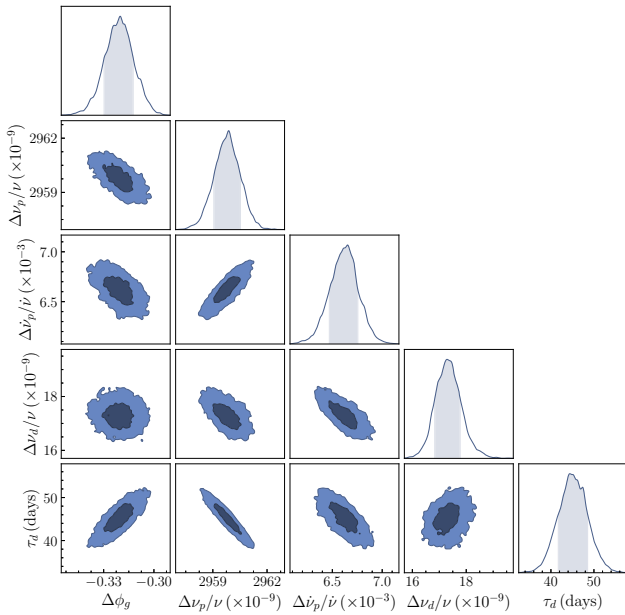 2962
2959
Δν_p/ν (×10⁻⁹)
7.0
6.5
Δν̇_p/ν̇ (×10⁻³)
18
16
Δν_d/ν (×10⁻⁹)
50
40
τ_d (days)
−0.33 −0.30
2959 2962
6.5 7.0
16 18
40 50
Δϕ_g
Δν_p/ν (×10⁻⁹)
Δν̇_p/ν̇ (×10⁻³)
Δν_d/ν (×10⁻⁹)
τ_d (days)